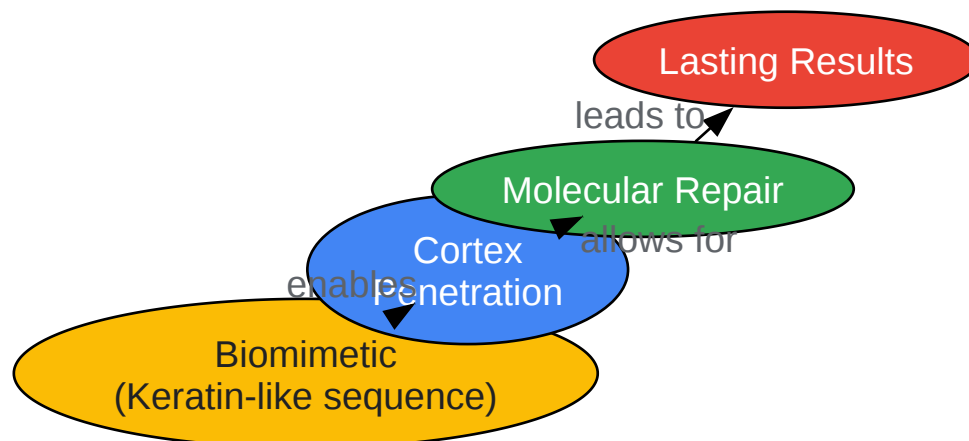 Lasting Results
leads to
Molecular Repair
allows for
Cortex
Penetration
enables
Biomimetic
(Keratin-like sequence)